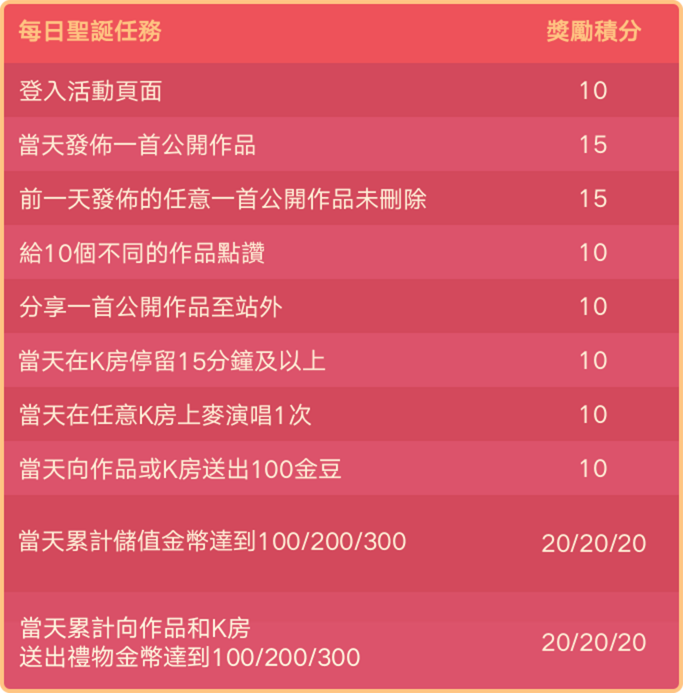 每日聖誕任務 獎勵積分
登入活動頁面 10
當天發佈一首公開作品 15
前一天發佈的任意一首公開作品未刪除 15
給10個不同的作品點讚 10
分享一首公開作品至站外 10
當天在K房停留15分鐘及以上 10
當天在任意K房上麥演唱1次 10
當天向作品或K房送出100金豆 10
當天累計儲值金幣達到100/200/300 20/20/20
當天累計向作品和K房
送出禮物金幣達到100/200/300 20/20/20